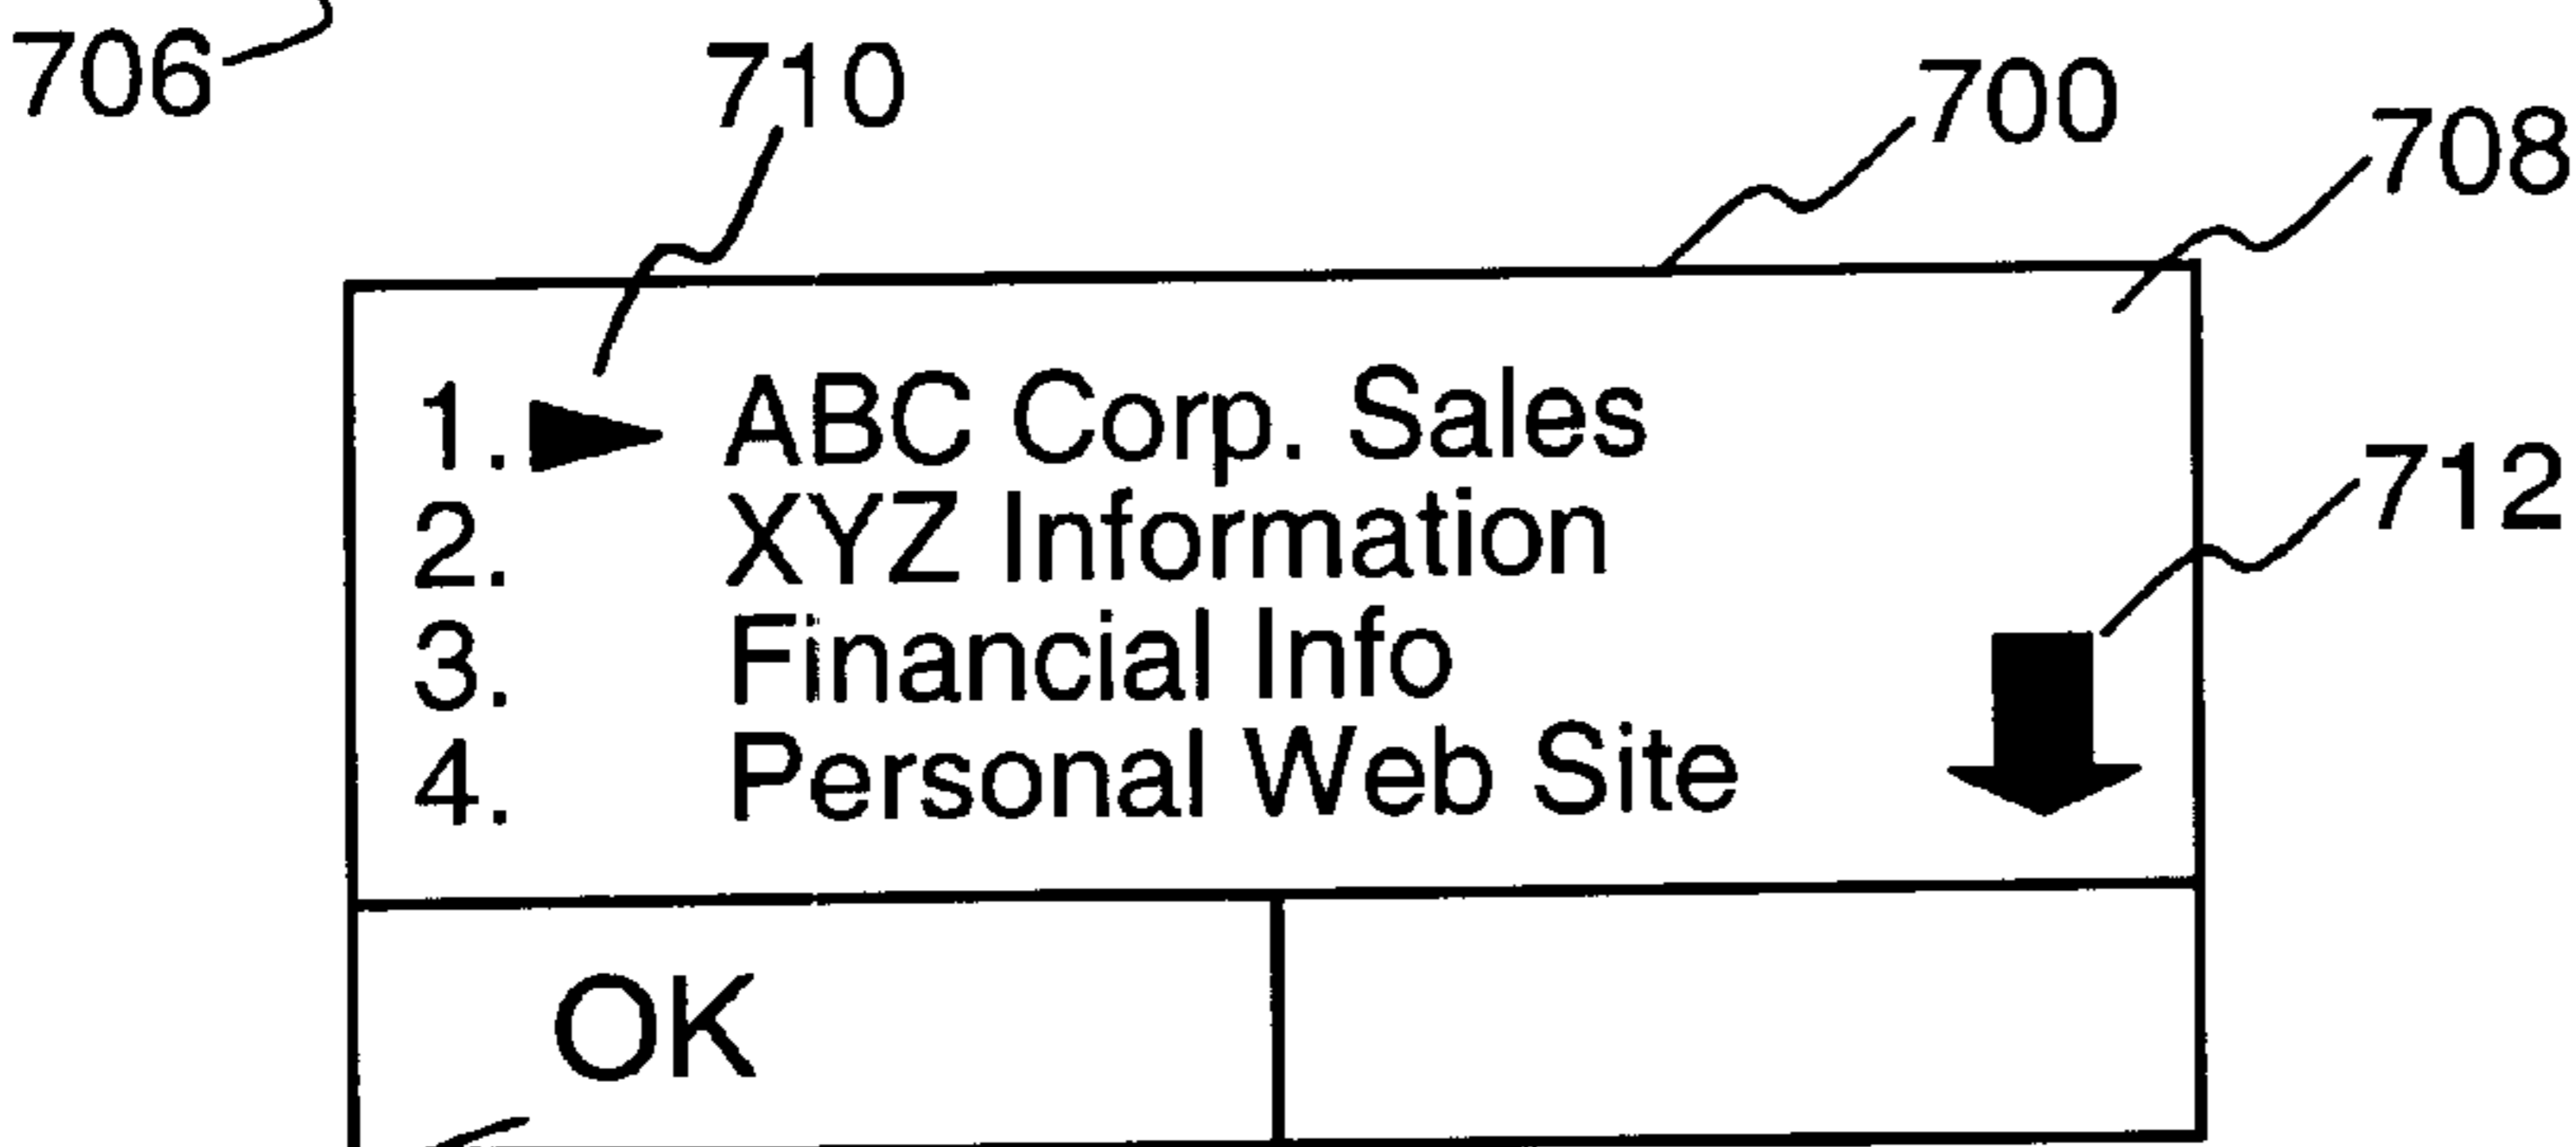 706
710
700
708
1. ABC Corp. Sales
712
2. XYZ Information
3. Financial Info
4. Personal Web Site
OK